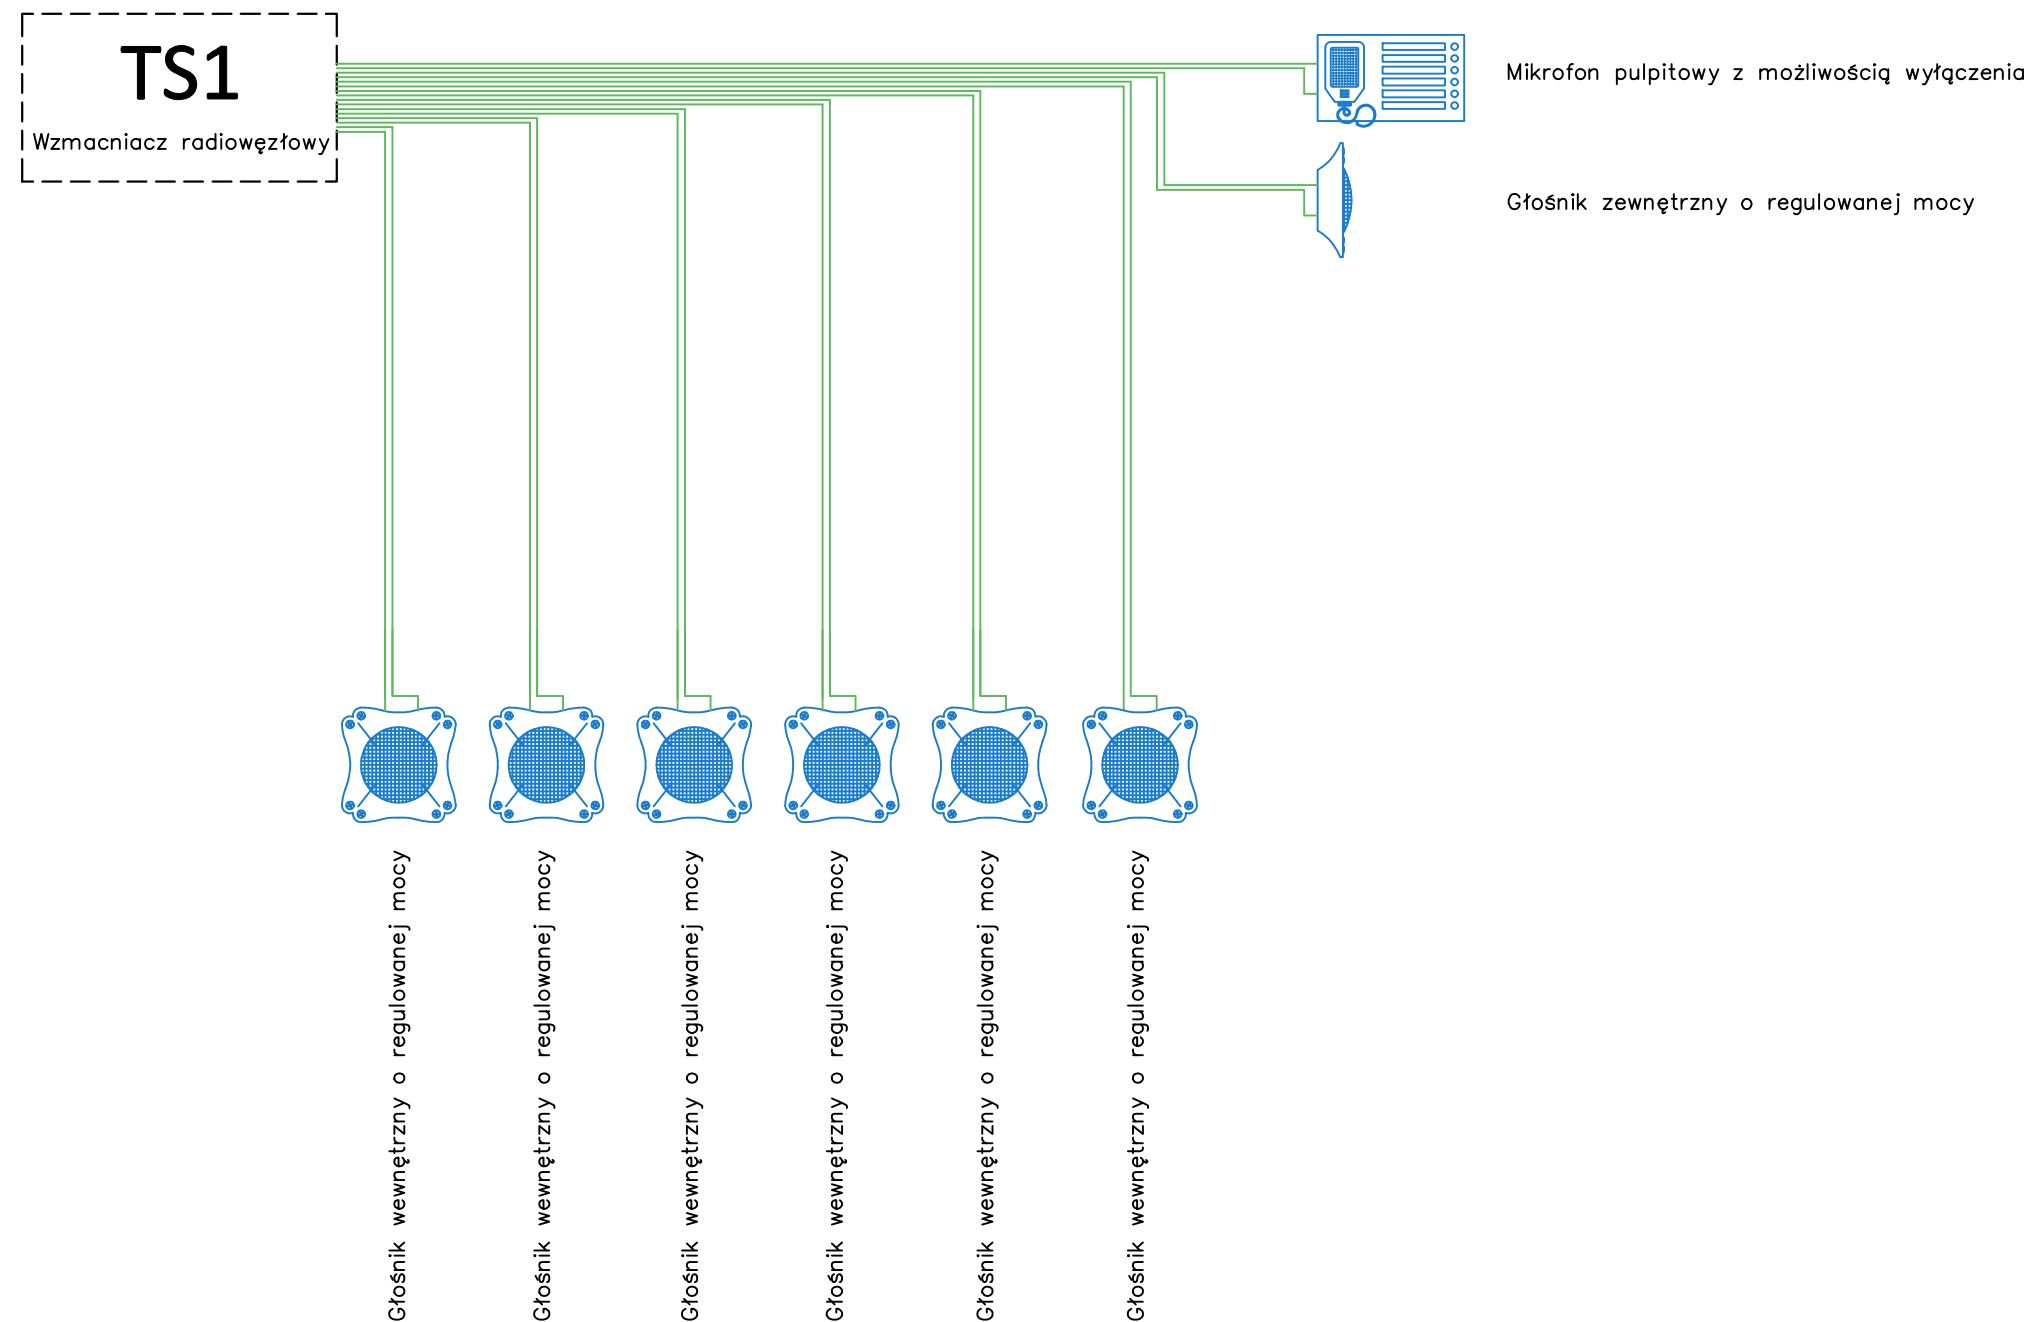 TS1
Wzmacniacz radiowęzłowy
Mikrofon pulpitowy z możliwością wyłączenia
Głośnik zewnętrzny o regulowanej mocy
Głośnik wewnętrzny o regulowanej mocy
Głośnik wewnętrzny o regulowanej mocy
Głośnik wewnętrzny o regulowanej mocy
Głośnik wewnętrzny o regulowanej mocy
Głośnik wewnętrzny o regulowanej mocy
Głośnik wewnętrzny o regulowanej mocy